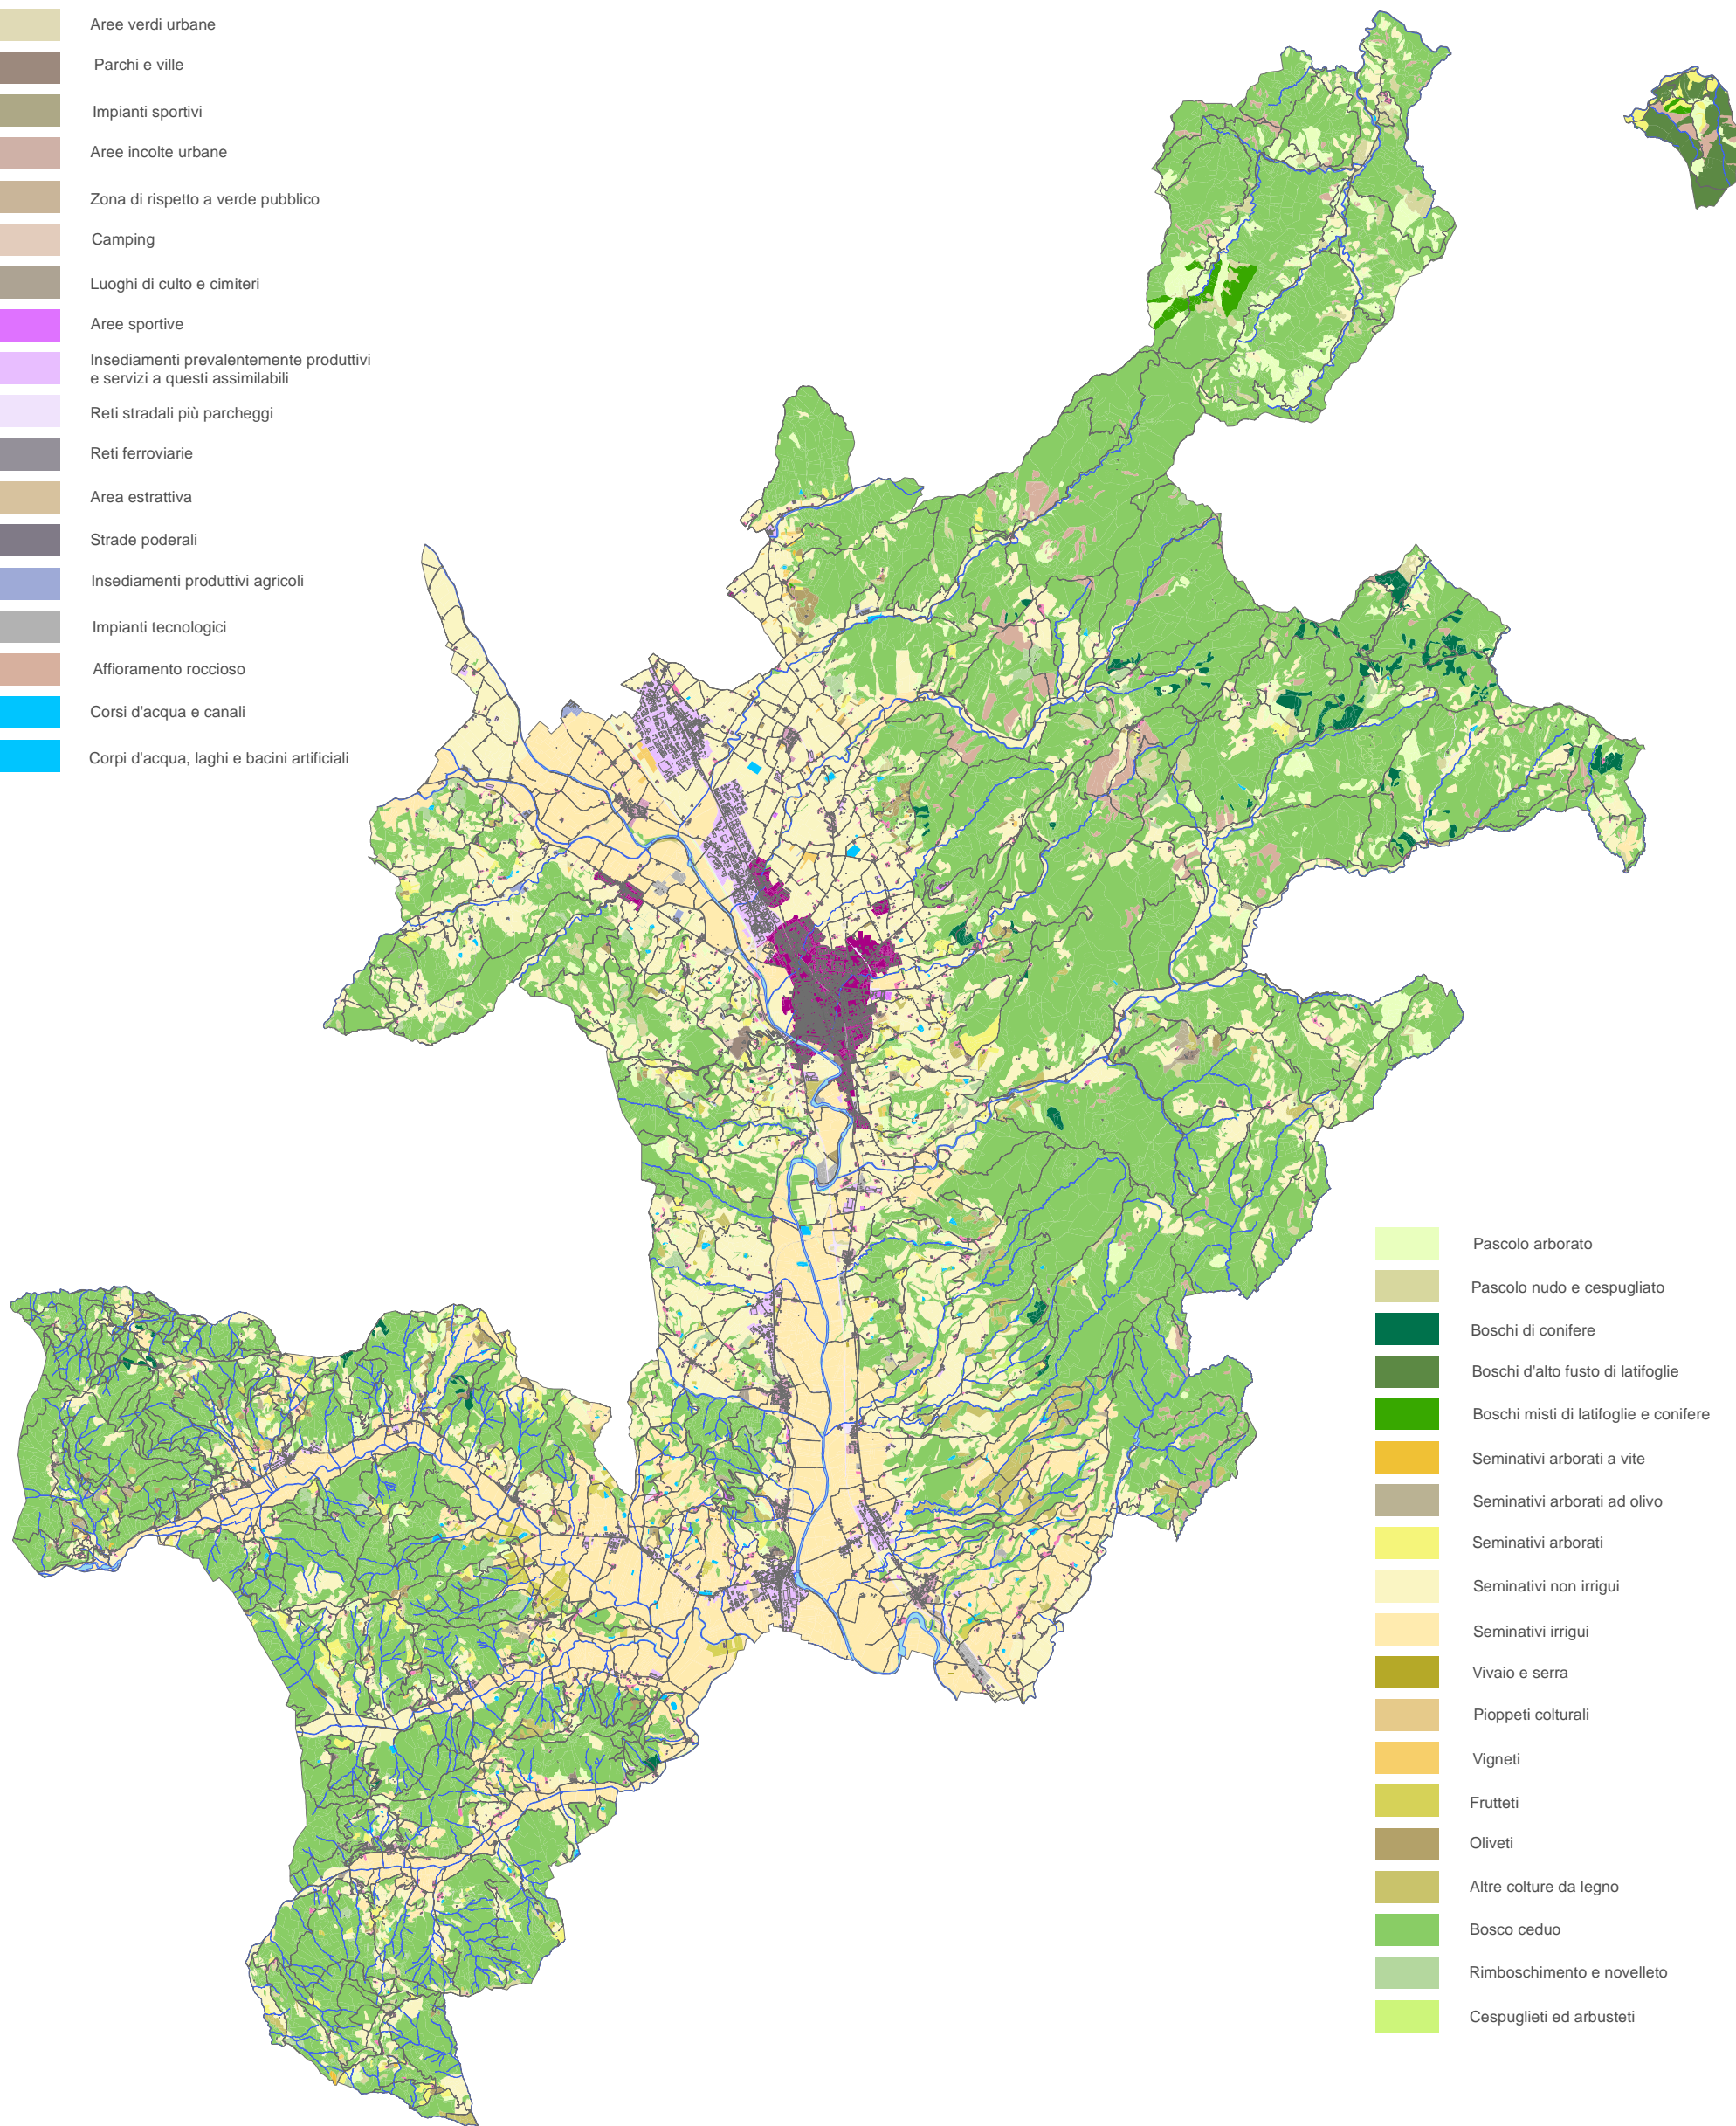 Aree verdi urbane
Parchi e ville
Impianti sportivi
Aree incolte urbane
Zona di rispetto a verde pubblico
Camping
Luoghi di culto e cimiteri
Aree sportive
Insediamenti prevalentemente produttivi
e servizi a questi assimilabili
Reti stradali più parcheggi
Reti ferroviarie
Area estrattiva
Strade poderali
Insediamenti produttivi agricoli
Impianti tecnologici
Affioramento roccioso
Corsi d'acqua e canali
Corpi d'acqua, laghi e bacini artificiali
Pascolo arborato
Pascolo nudo e cespugliato
Boschi di conifere
Boschi d'alto fusto di latifoglie
Boschi misti di latifoglie e conifere
Seminativi arborati a vite
Seminativi arborati ad olivo
Seminativi arborati
Seminativi non irrigui
Seminativi irrigui
Vivaio e serra
Pioppeti colturali
Vigneti
Frutteti
Oliveti
Altre colture da legno
Bosco ceduo
Rimboschimento e novelleto
Cespuglieti ed arbusteti